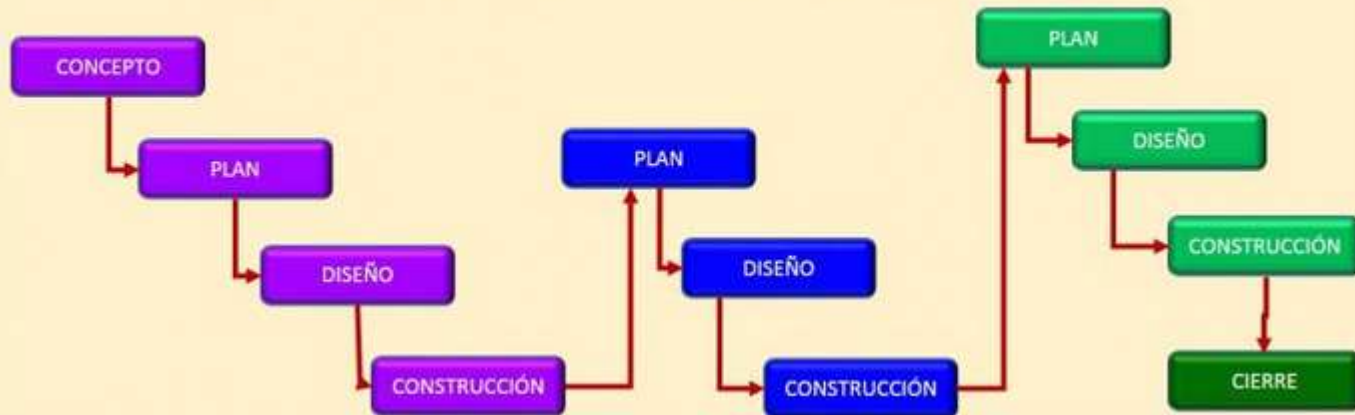 CONCEPTO
PLAN
DISEÑO
CONSTRUCCIÓN
PLAN
DISEÑO
CONSTRUCCIÓN
PLAN
DISEÑO
CONSTRUCCIÓN
CIERRE